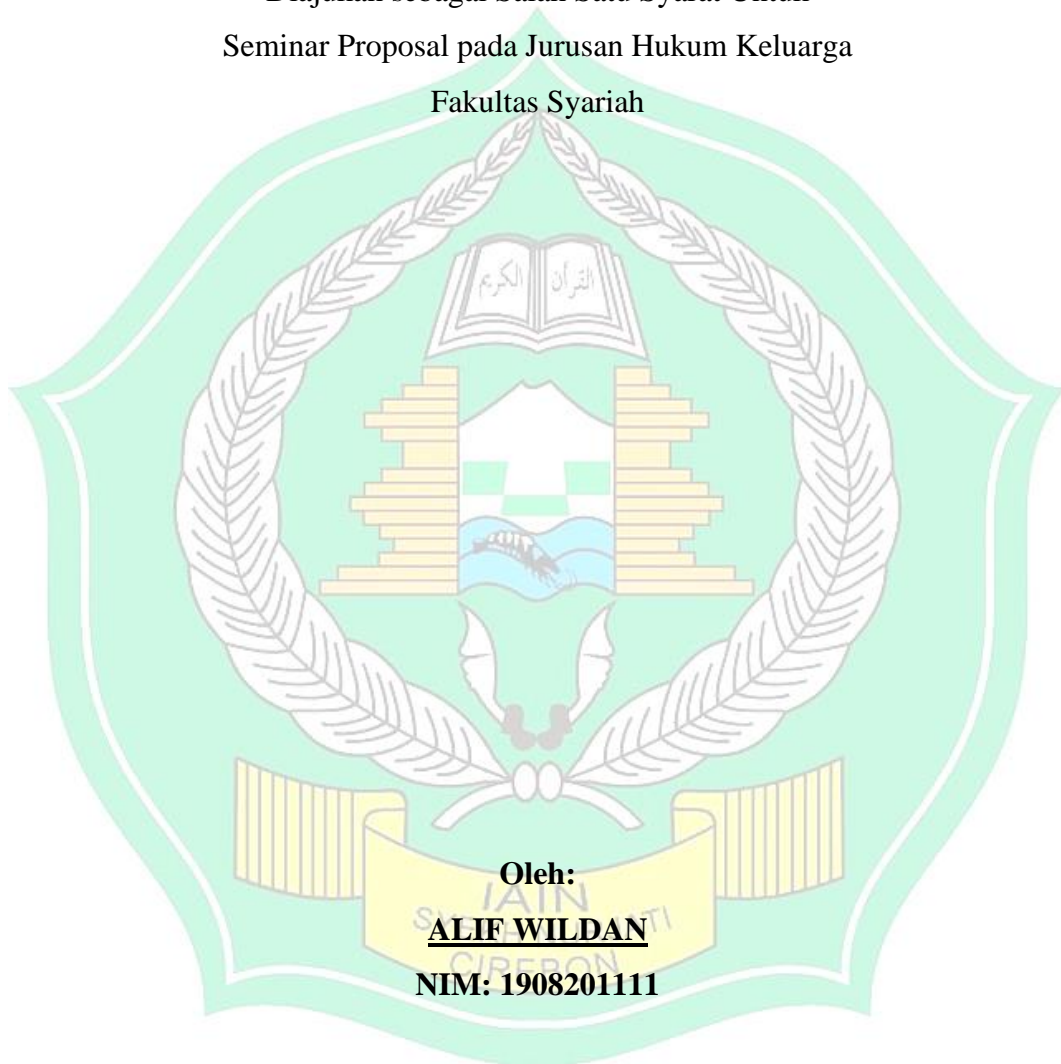 Diajukan sebagai Salah Satu Syarat Untuk
Seminar Proposal pada Jurusan Hukum Keluarga
Fakultas Syariah
القرآن الكريم
Oleh:
IAIN
ALIF WILDAN
CIREBON
NIM: 1908201111